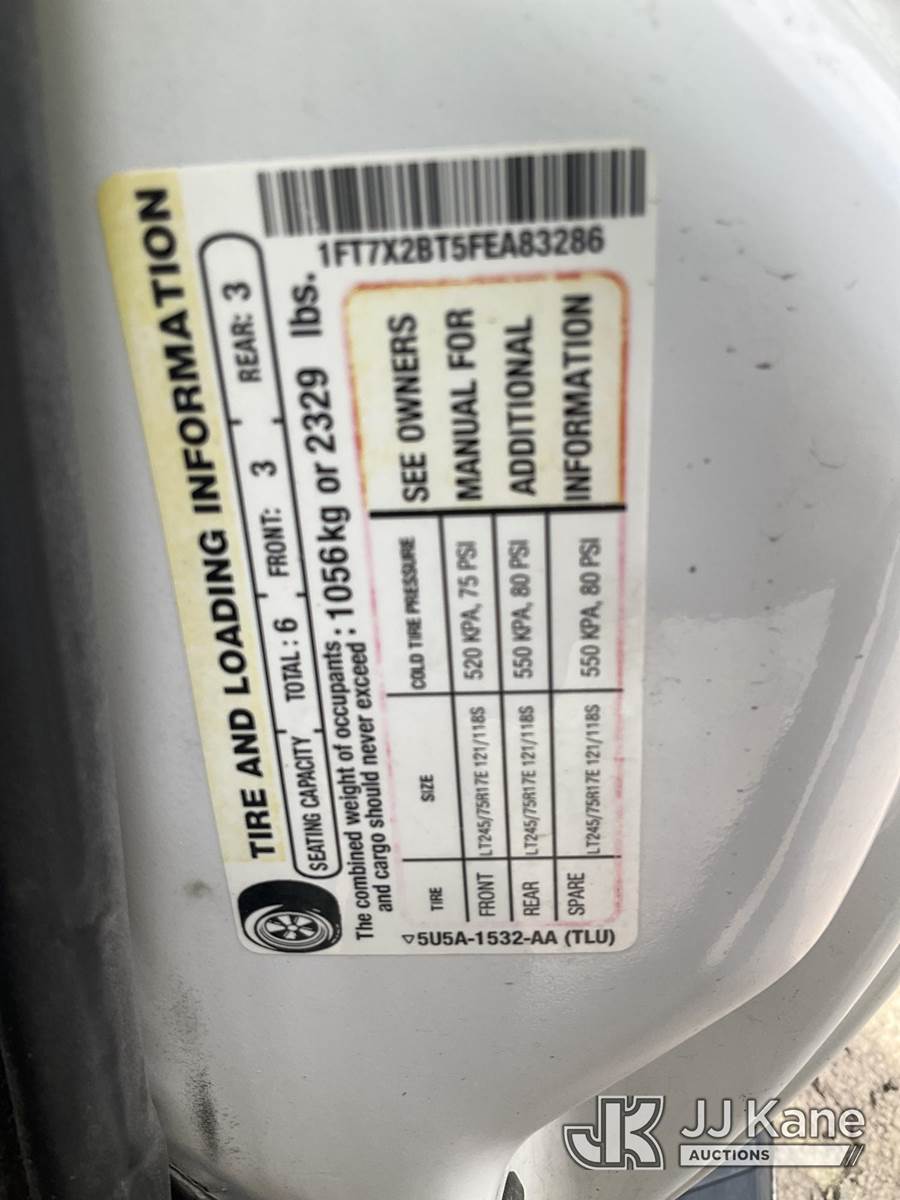 TIRE AND LOADING INFORMATION
SEATING CAPACITY TOTAL : 6 FRONT: 3 REAR: 3
The combined weight of occupants and cargo should never exceed : 1056kg or 2329 lbs.
1FT7X2BT5FEA83286
TIRE SIZE COLD TIRE PRESSURE
FRONT LT245/75R17E 121/118S 520 KPA, 75 PSI
REAR LT245/75R17E 121/118S 550 KPA, 80 PSI
SPARE LT245/75R17E 121/118S 550 KPA, 80 PSI
SEE OWNERS
MANUAL FOR
ADDITIONAL
INFORMATION
▽5U5A-1532-AA (TLU)
JK JJ Kane
AUCTIONS